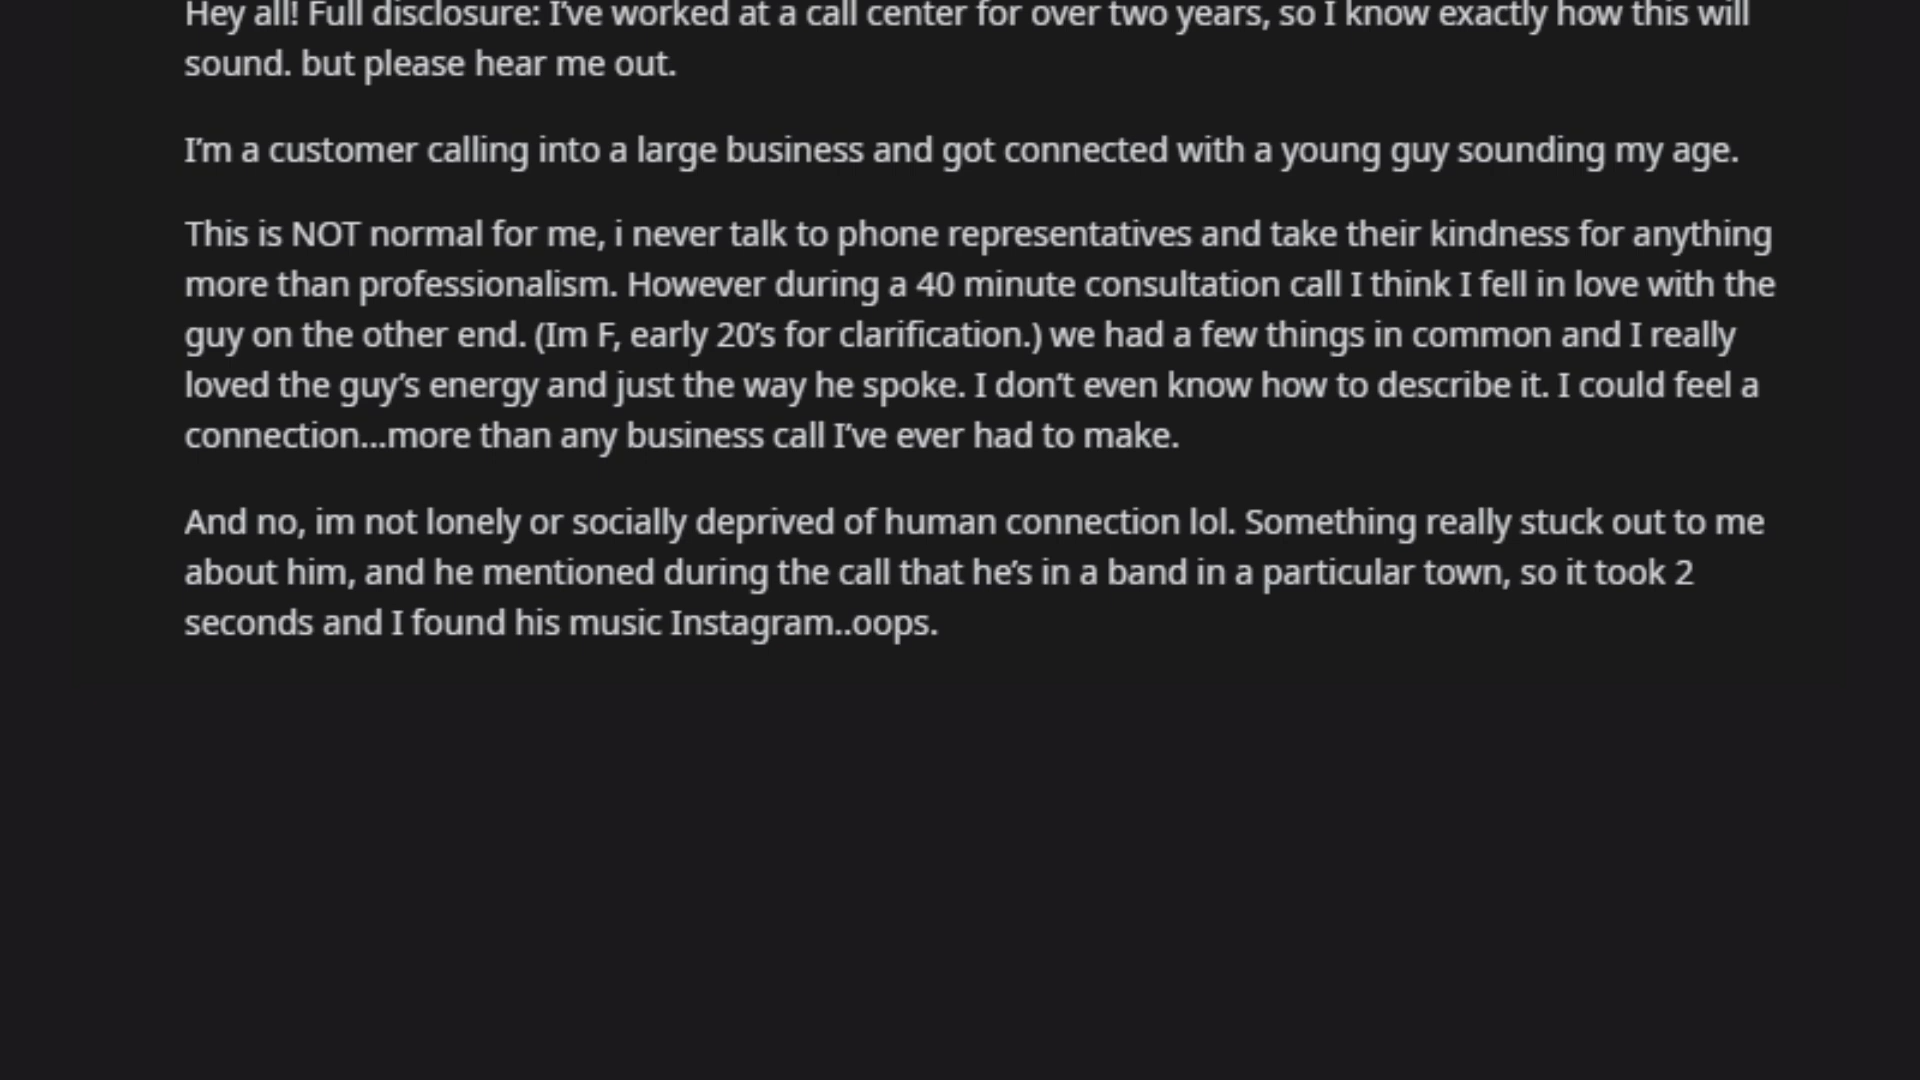 Hey all! Full disclosure: I've worked at a call center for over two years, so I know exactly how this will
sound. but please hear me out.
I'm a customer calling into a large business and got connected with a young guy sounding my age.
This is NOT normal for me, i never talk to phone representatives and take their kindness for anything
more than professionalism. However during a 40 minute consultation call I think I fell in love with the
guy on the other end. (Im F, early 20's for clarification.) we had a few things in common and I really
loved the guy's energy and just the way he spoke. I don't even know how to describe it. I could feel a
connection...more than any business call I've ever had to make.
And no, im not lonely or socially deprived of human connection lol. Something really stuck out to me
about him, and he mentioned during the call that he's in a band in a particular town, so it took 2
seconds and I found his music Instagram..oops.